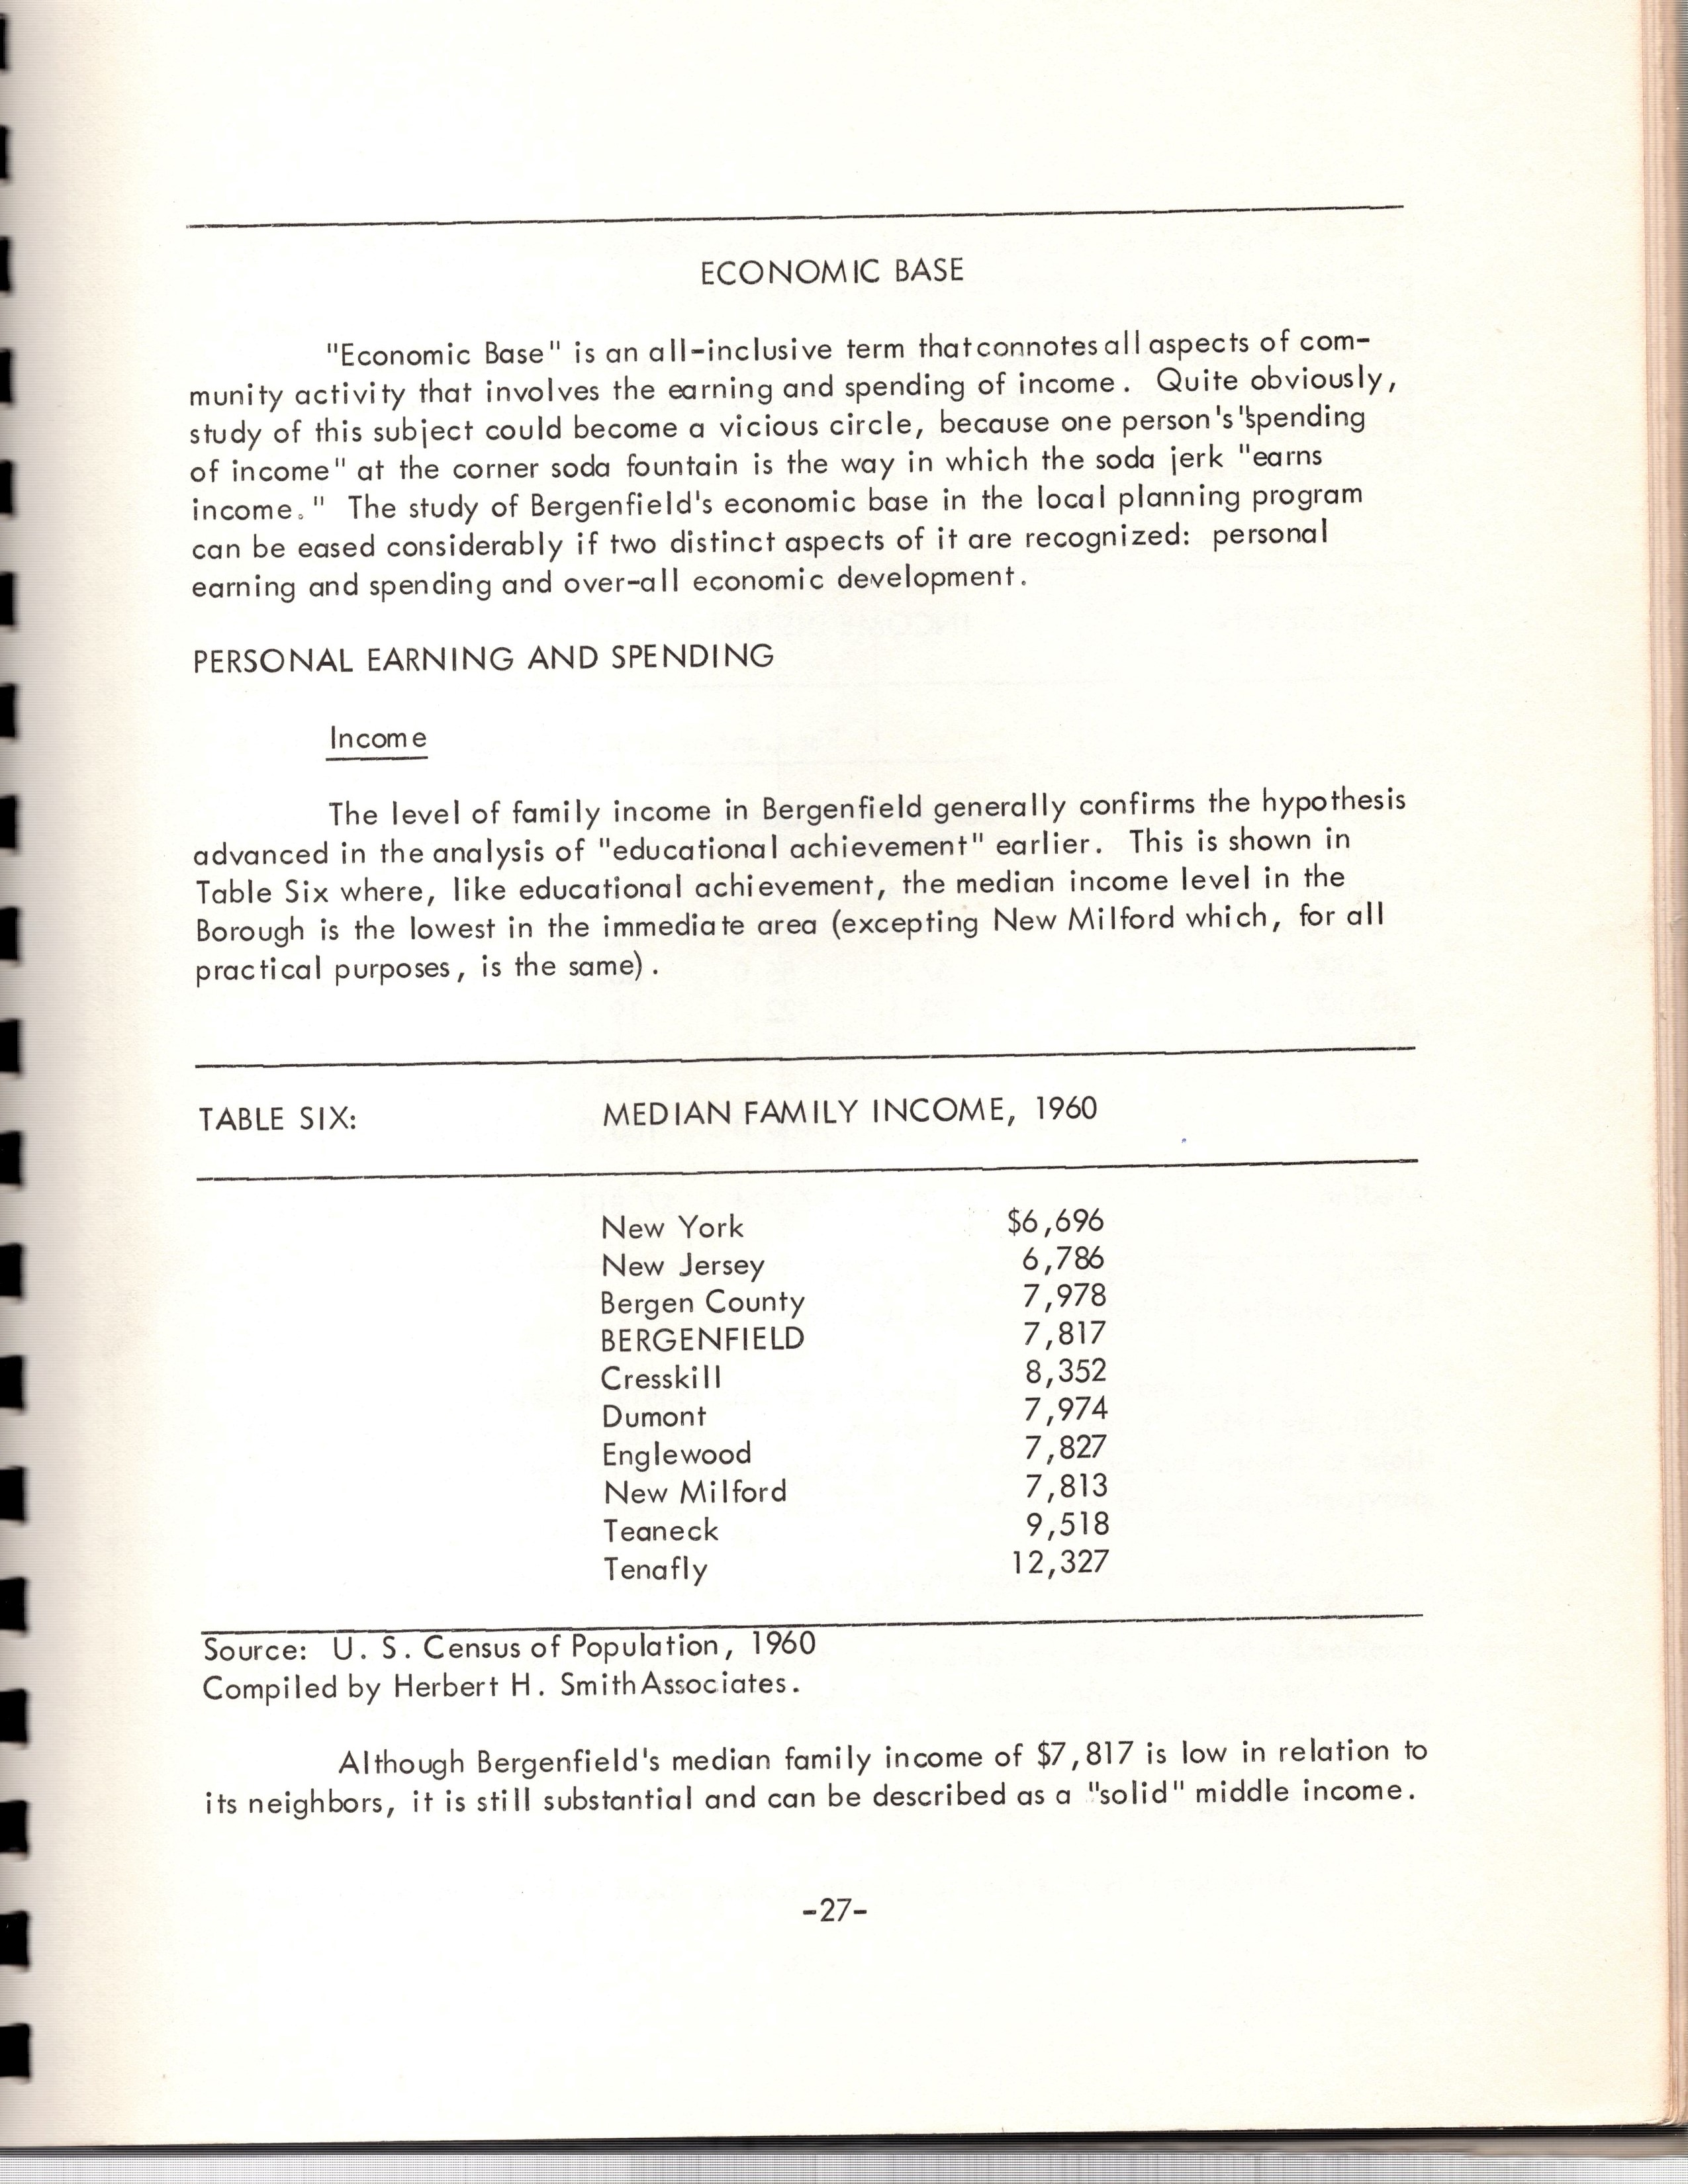 ECONOMIC BASE
"Economic Base" is an all-inclusive term that connotes all aspects of com-
munity activity that involves the earning and spending of income. Quite obviously,
study of this subject could become a vicious circle, because one person's "spending
of income" at the corner soda fountain is the way in which the soda jerk "earns
income." The study of Bergenfield's economic base in the local planning program
can be eased considerably if two distinct aspects of it are recognized: personal
earning and spending and over-all economic development.
PERSONAL EARNING AND SPENDING
Income
The level of family income in Bergenfield generally confirms the hypothesis
advanced in the analysis of "educational achievement" earlier. This is shown in
Table Six where, like educational achievement, the median income level in the
Borough is the lowest in the immediate area (excepting New Milford which, for all
practical purposes, is the same).
TABLE SIX: MEDIAN FAMILY INCOME, 1960
New York $6,696
New Jersey 6,786
Bergen County 7,978
BERGENFIELD 7,817
Cresskill 8,352
Dumont 7,974
Englewood 7,827
New Milford 7,813
Teaneck 9,518
Tenafly 12,327
Source: U. S. Census of Population, 1960
Compiled by Herbert H. Smith Associates.
Although Bergenfield's median family income of $7,817 is low in relation to
its neighbors, it is still substantial and can be described as a "solid" middle income.
-27-